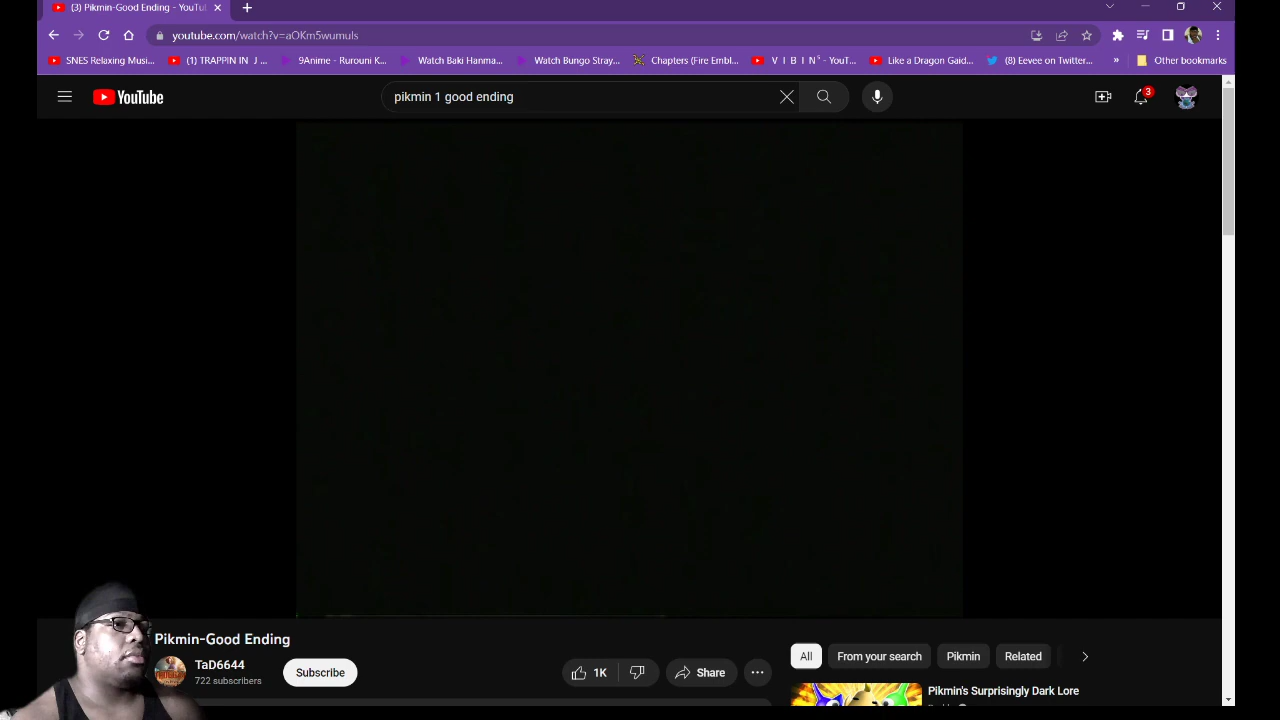 (3) Pikmin-Good Ending - YouTu
youtube.com/watch?v=aOKm5wumuls
SNES Relaxing Musi... (1) TRAPPIN IN J ... 9Anime - Rurouni K... Watch Baki Hanma... Watch Bungo Stray... Chapters (Fire Embl... V I B I N ˢ - YouT... Like a Dragon Gaid... (8) Eevee on Twitter... » Other bookmarks
YouTube pikmin 1 good ending 3
Pikmin-Good Ending
TaD6644
722 subscribers
Subscribe
1K
Share
All From your search Pikmin Related
Pikmin's Surprisingly Dark Lore